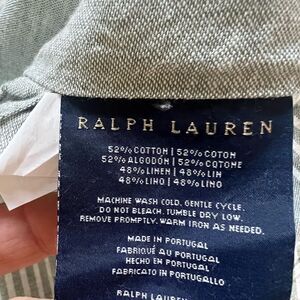 RALPH LAUREN
52% COTTON | 52% COTON
52% ALGODÓN | 52% COTONE
48% LINEN | 48% LIN
48% LIÑO | 48% LINO
MACHINE WASH COLD. GENTLE CYCLE.
DO NOT BLEACH. TUMBLE DRY LOW.
REMOVE PROMPTLY. WARM IRON AS NEEDED.
MADE IN PORTUGAL
FABRIQUÉ AU PORTUGAL
HECHO EN PORTUGAL
FABRICATO IN PORTOGALLO
RALPH LAUREN